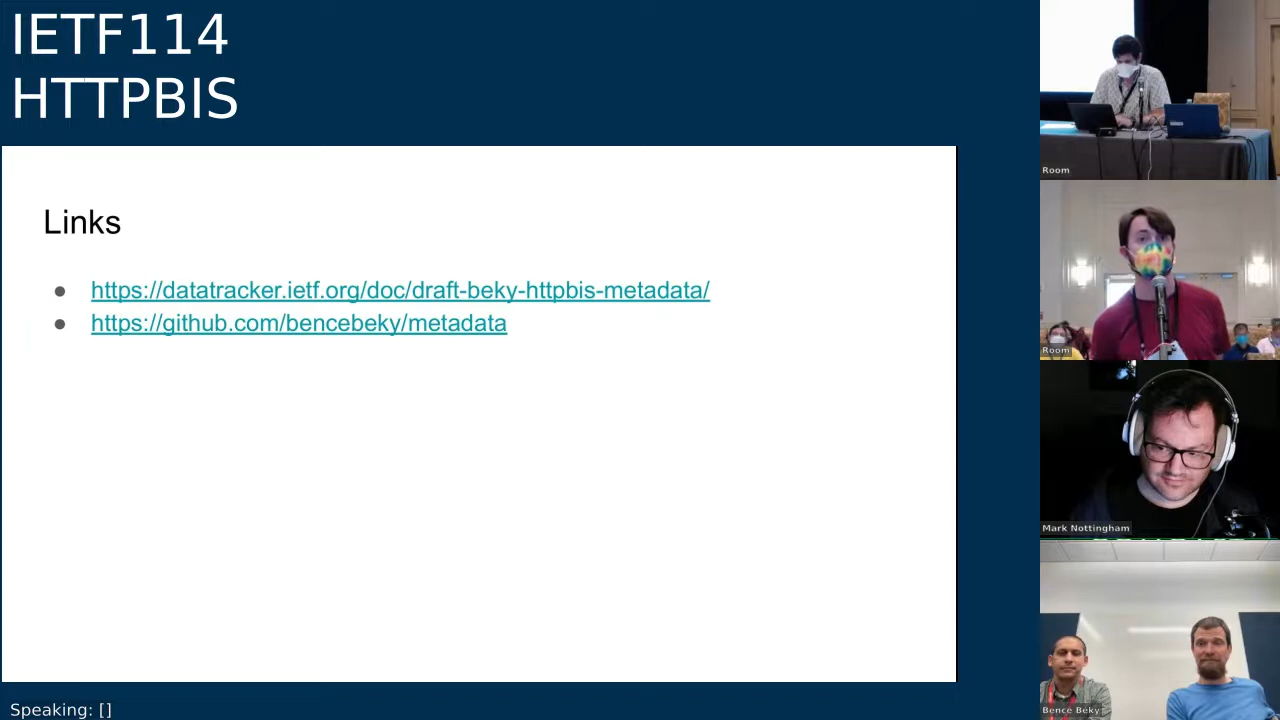 IETF114
HTTPBIS
Links
https://datatracker.ietf.org/doc/draft-beky-httpbis-metadata/
https://github.com/bencebeky/metadata
Speaking: []
Room
Room
Mark Nottingham
Bence Beky